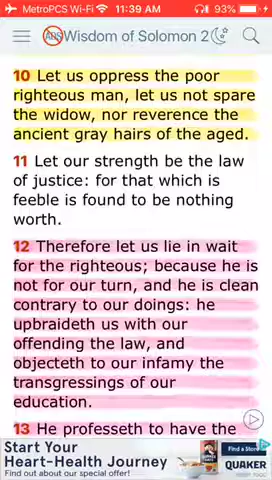 MetroPCS Wi-Fi 11:39 AM 93%
ADS Wisdom of Solomon 2
10 Let us oppress the poor
righteous man, let us not spare
the widow, nor reverence the
ancient gray hairs of the aged.
11 Let our strength be the law
of justice: for that which is
feeble is found to be nothing
worth.
12 Therefore let us lie in wait
for the righteous; because he is
not for our turn, and he is clean
contrary to our doings: he
upbraideth us with our
offending the law, and
objecteth to our infamy the
transgressings of our
education.
13 He professeth to have the
Start Your
Heart-Health Journey
Find out about our special offer!
Find a Store
QUAKER